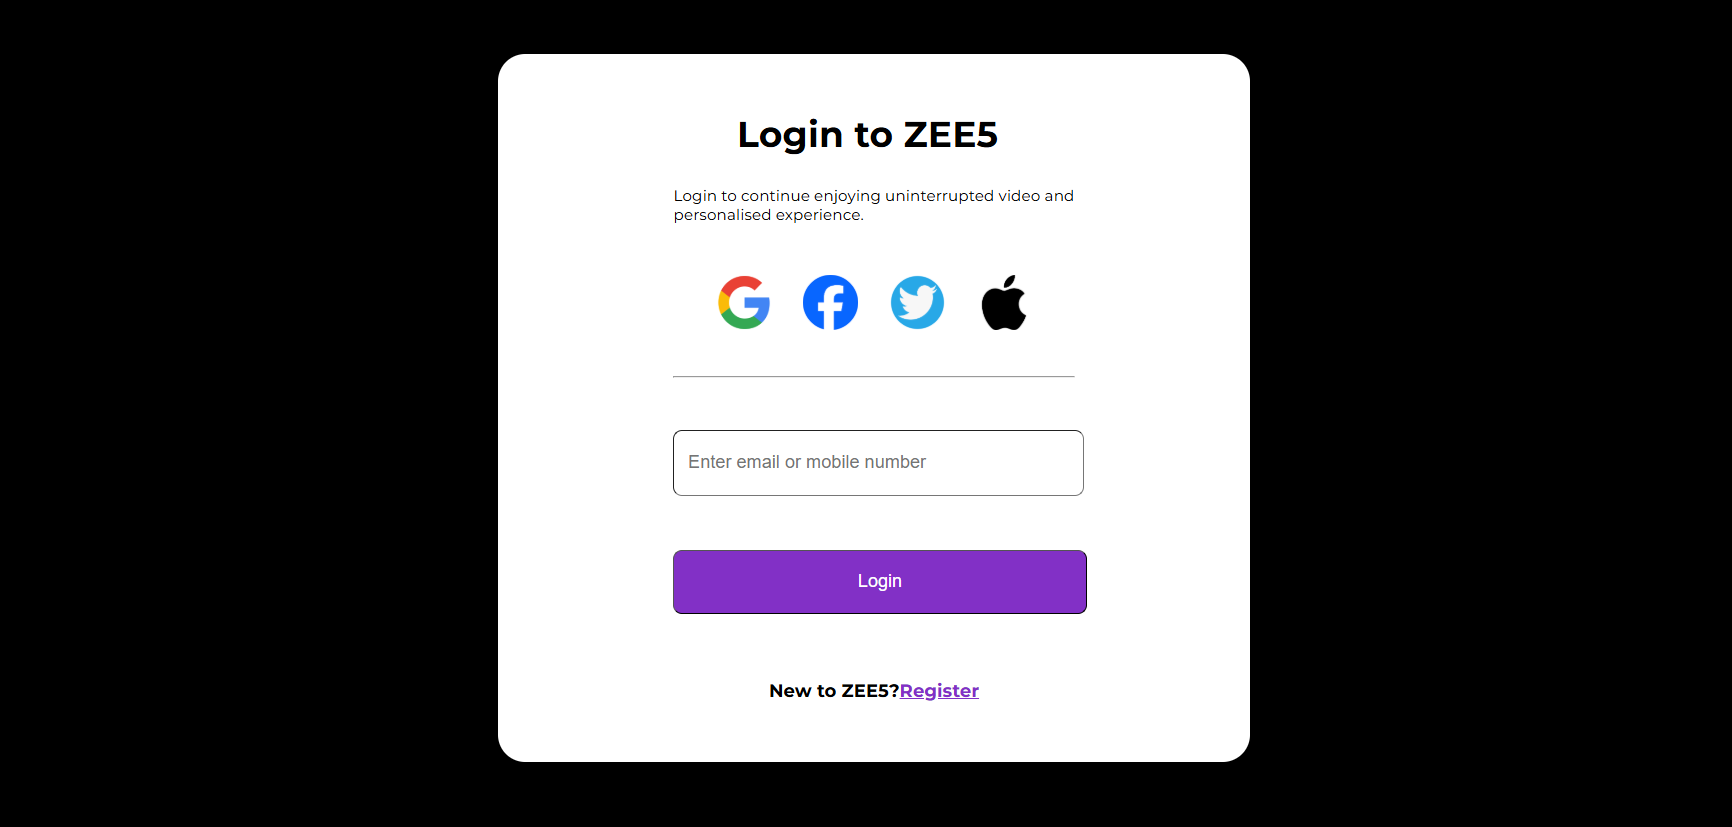 Login to ZEE5
Login to continue enjoying uninterrupted video and
personalised experience.
Enter email or mobile number
Login
New to ZEE5?Register